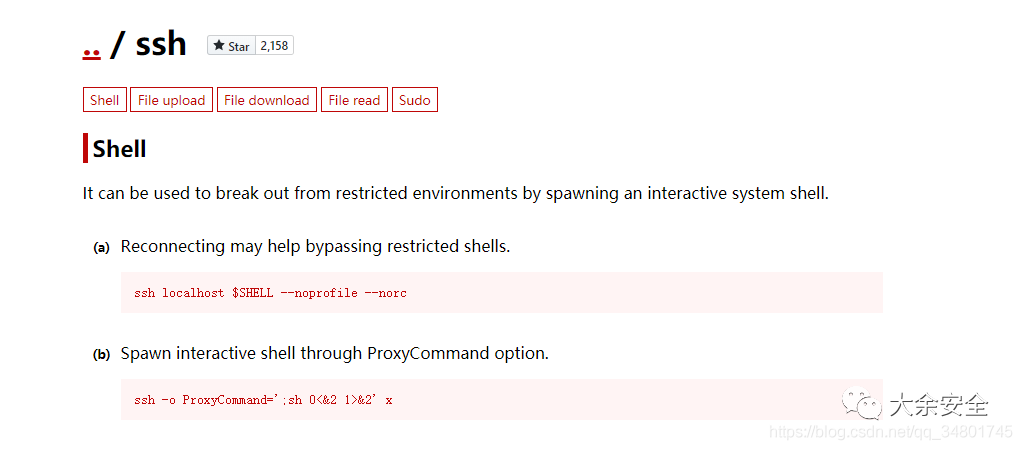 .. / ssh
Star 2,158
Shell File upload File download File read Sudo
Shell
It can be used to break out from restricted environments by spawning an interactive system shell.
(a) Reconnecting may help bypassing restricted shells.
ssh localhost $SHELL --noprofile --norc
(b) Spawn interactive shell through ProxyCommand option.
ssh -o ProxyCommand=';sh 0<&2 1>&2' x
大余安全
https://blog.csdn.net/qq_34801745